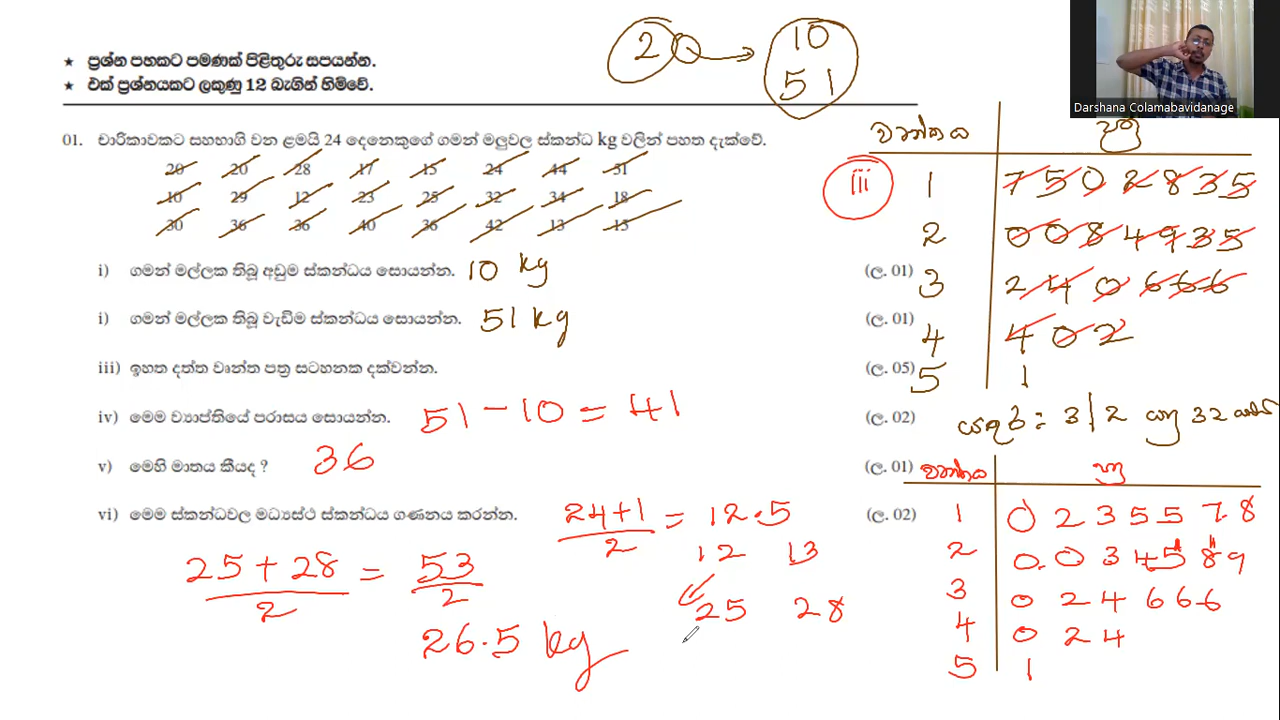 2 0 → 10
51
Darshana Colamabavidanage
★ ප්‍රශ්න පහකට පමණක් පිළිතුරු සපයන්න.
★ එක් ප්‍රශ්නයකට ලකුණු 12 බැගින් හිමිවේ.
01. චාරිකාවකට සහභාගි වන ළමයි 24 දෙනෙකුගේ ගමන් මලුවල ස්කන්ධ kg වලින් පහත දැක්වේ.
20 20 28 17 15 24 44 51
10 29 12 23 25 32 34 18
30 36 36 40 36 42 13 15
i) ගමන් මල්ලක තිබූ අඩුම ස්කන්ධය සොයන්න. 10 kg (ල. 01)
i) ගමන් මල්ලක තිබූ වැඩිම ස්කන්ධය සොයන්න. 51 kg (ල. 01)
iii) ඉහත දත්ත වෘන්ත පත්‍ර සටහනක දක්වන්න. (ල. 05)
iv) මෙම ව්‍යාප්තියේ පරාසය සොයන්න. 51 - 10 = 41 (ල. 02)
v) මෙහි මාතය කීයද ? 36 (ල. 01)
vi) මෙම ස්කන්ධවල මධ්‍යස්ථ ස්කන්ධය ගණනය කරන්න. (ල. 02)
24+1 / 2 = 12.5
12 13
25 28
25 + 28 / 2 = 53 / 2
26.5 kg
වෘන්තය පත්‍ර
iii
1 7 5 0 2 8 3 5
2 0 0 8 4 9 3 5
3 2 4 0 6 6 6
4 4 0 2
5 1
යතුර = 3|2 යනු 32
වෘන්තය පත්‍ර
1 0 2 3 5 5 7 8
2 0 0 3 4 5 8 9
3 0 2 4 6 6 6
4 0 2 4
5 1